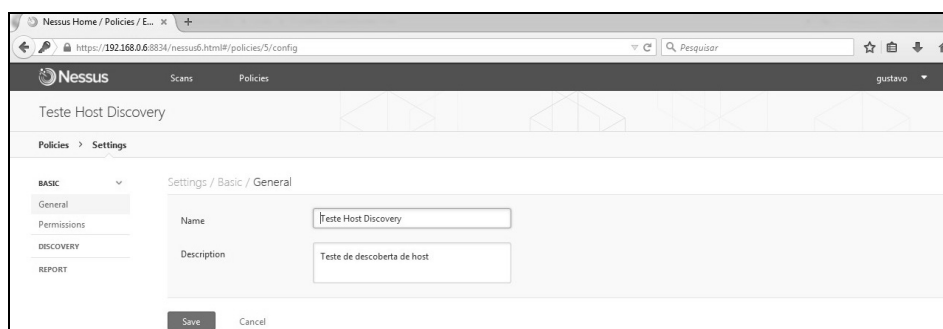 Nessus Home / Policies / E... × +
https://192.168.0.6:8834/nessus6.html#/policies/5/config Pesquisar
Nessus Scans Policies gustavo
Teste Host Discovery
Policies > Settings
BASIC Settings / Basic / General
General
Permissions
Name Teste Host Discovery
DISCOVERY
Description Teste de descoberta de host
REPORT
Save Cancel